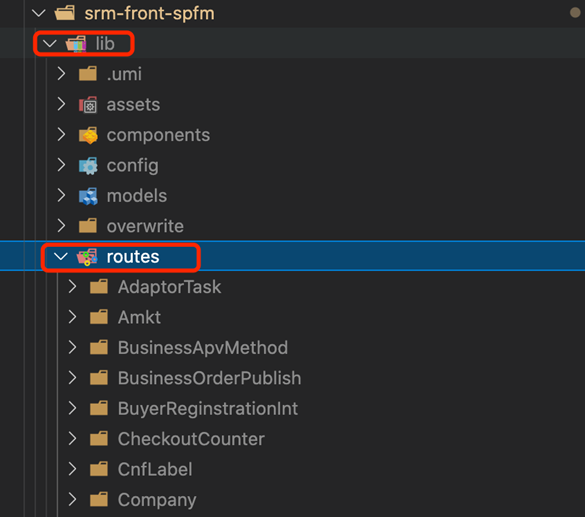 srm-front-spfm
lib
.umi
assets
components
config
models
overwrite
routes
AdaptorTask
Amkt
BusinessApvMethod
BusinessOrderPublish
BuyerReginstrationInt
CheckoutCounter
CnfLabel
Company